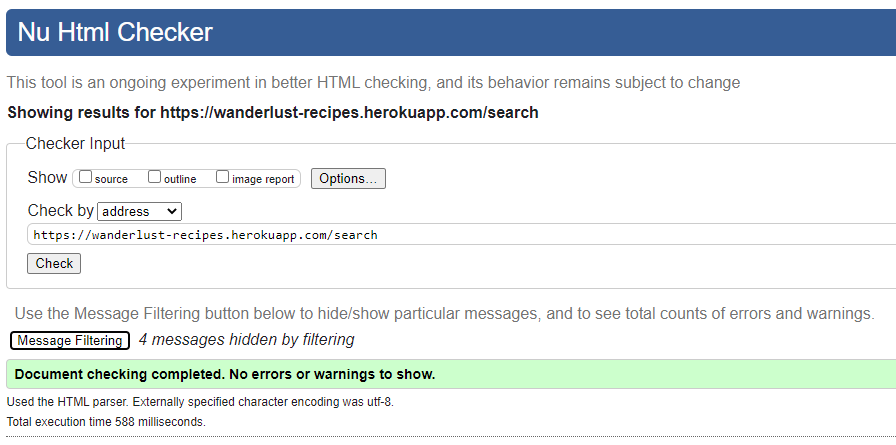 Nu Html Checker
This tool is an ongoing experiment in better HTML checking, and its behavior remains subject to change
Showing results for https://wanderlust-recipes.herokuapp.com/search
Checker Input
Show source outline image report Options...
Check by address
https://wanderlust-recipes.herokuapp.com/search
Check
Use the Message Filtering button below to hide/show particular messages, and to see total counts of errors and warnings.
Message Filtering 4 messages hidden by filtering
Document checking completed. No errors or warnings to show.
Used the HTML parser. Externally specified character encoding was utf-8.
Total execution time 588 milliseconds.